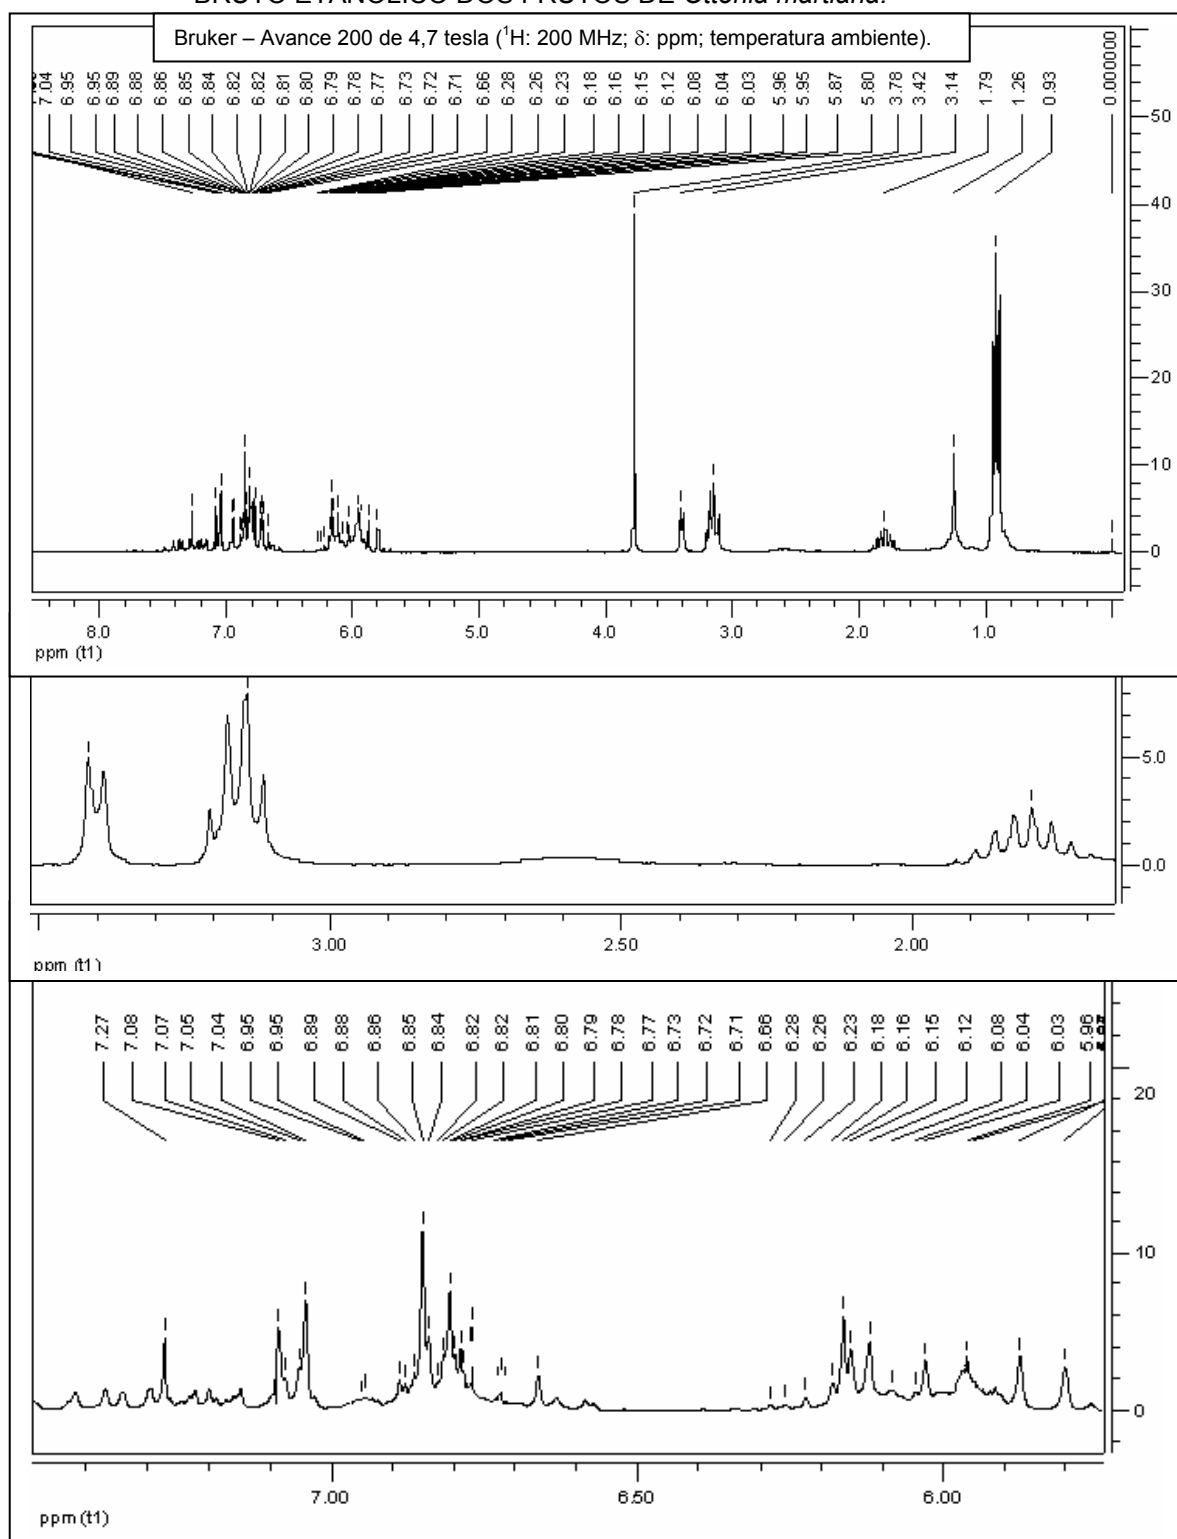 BRUTO ETANÓLICO DOS FRUTOS DE Ottonia martiana.
Bruker – Avance 200 de 4,7 tesla (¹H: 200 MHz; δ: ppm; temperatura ambiente).
7.04 6.95 6.95 6.89 6.88 6.86 6.85 6.84 6.82 6.82 6.81 6.80 6.79 6.78 6.77 6.73 6.72 6.71 6.66 6.28 6.26 6.23 6.18 6.16 6.15 6.12 6.08 6.04 6.03 5.96 5.95 5.87 5.80 3.78 3.42 3.14 1.79 1.26 0.93 0.0000000
50
40
30
20
10
0
8.0 7.0 6.0 5.0 4.0 3.0 2.0 1.0
ppm (t1)
5.0
0.0
3.00 2.50 2.00
ppm (t1)
7.27 7.08 7.07 7.05 7.04 6.95 6.95 6.89 6.88 6.86 6.85 6.84 6.82 6.82 6.81 6.80 6.79 6.78 6.77 6.73 6.72 6.71 6.66 6.28 6.26 6.23 6.18 6.16 6.15 6.12 6.08 6.04 6.03 5.96
20
10
0
7.00 6.50 6.00
ppm (t1)